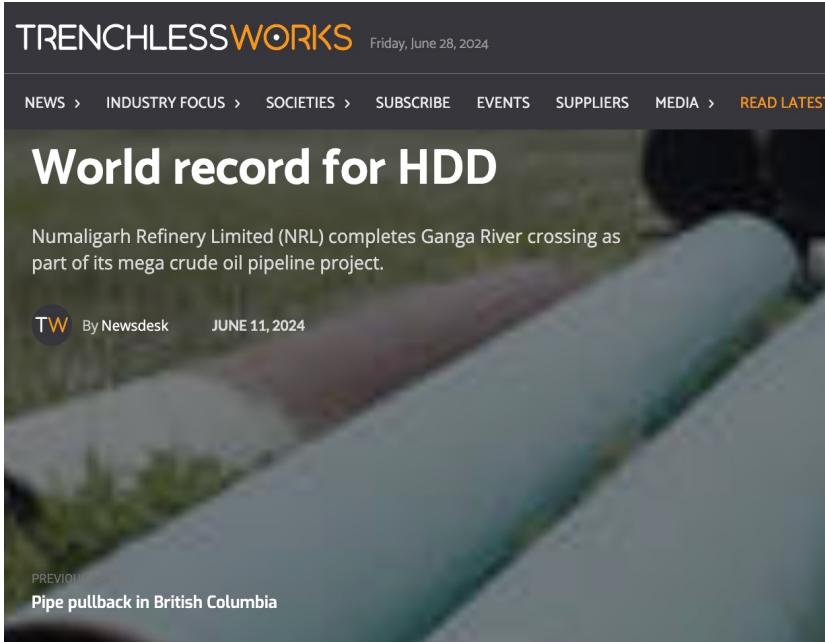 TRENCHLESSWORKS Friday, June 28, 2024
NEWS > INDUSTRY FOCUS > SOCIETIES > SUBSCRIBE EVENTS SUPPLIERS MEDIA > READ LATEST
World record for HDD
Numaligarh Refinery Limited (NRL) completes Ganga River crossing as
part of its mega crude oil pipeline project.
TW By Newsdesk JUNE 11, 2024
PREVIOU
Pipe pullback in British Columbia